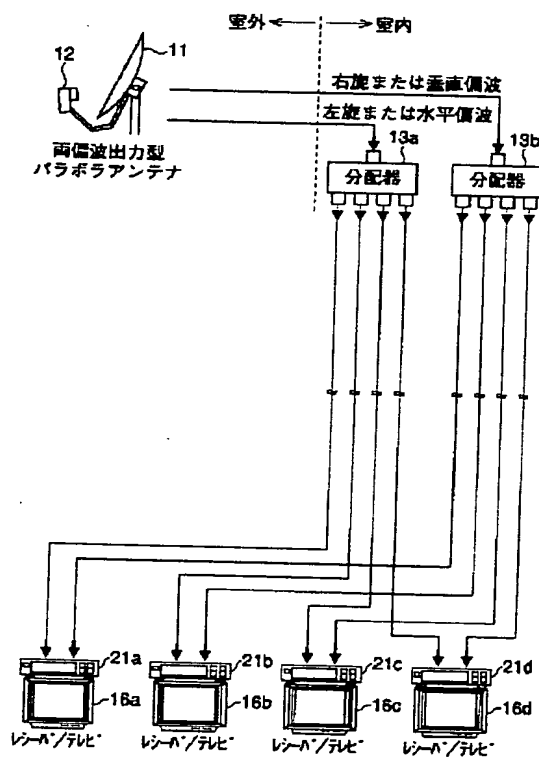 室外 室内
11
12
右旋または垂直偏波
左旋または水平偏波
両偏波出力型
パラボラアンテナ
13a
13b
分配器
分配器
21a
21b
21c
21d
16a
16b
16c
16d
レシーバ/テレビ
レシーバ/テレビ
レシーバ/テレビ
レシーバ/テレビ